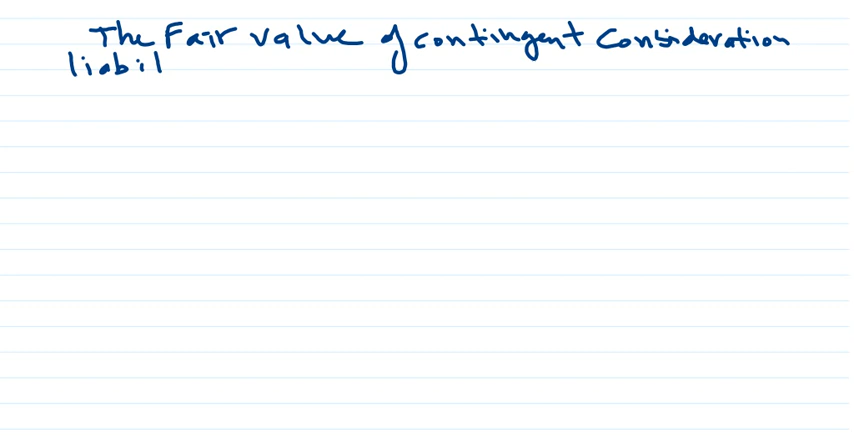 The Fair value of contingent consideration
liabil